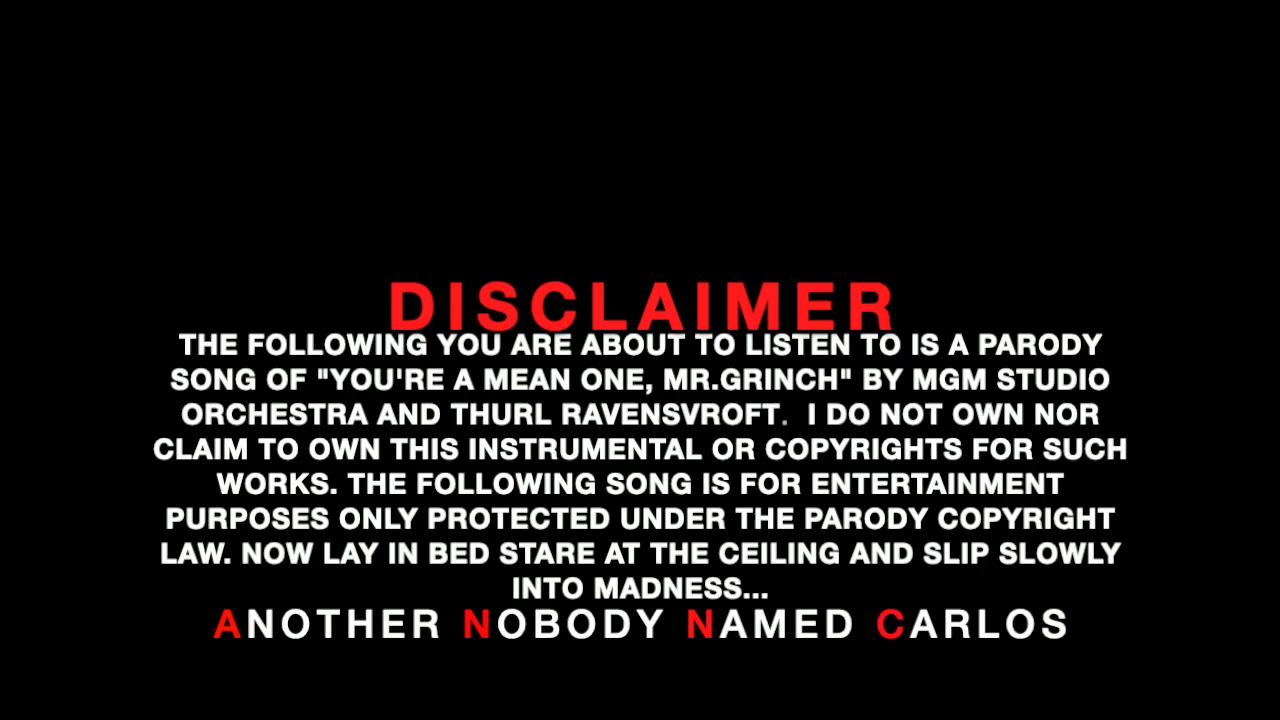 DISCLAIMER
THE FOLLOWING YOU ARE ABOUT TO LISTEN TO IS A PARODY
SONG OF "YOU'RE A MEAN ONE, MR.GRINCH" BY MGM STUDIO
ORCHESTRA AND THURL RAVENSVROFT.  I DO NOT OWN NOR
CLAIM TO OWN THIS INSTRUMENTAL OR COPYRIGHTS FOR SUCH
WORKS. THE FOLLOWING SONG IS FOR ENTERTAINMENT
PURPOSES ONLY PROTECTED UNDER THE PARODY COPYRIGHT
LAW. NOW LAY IN BED STARE AT THE CEILING AND SLIP SLOWLY
INTO MADNESS...
ANOTHER NOBODY NAMED CARLOS